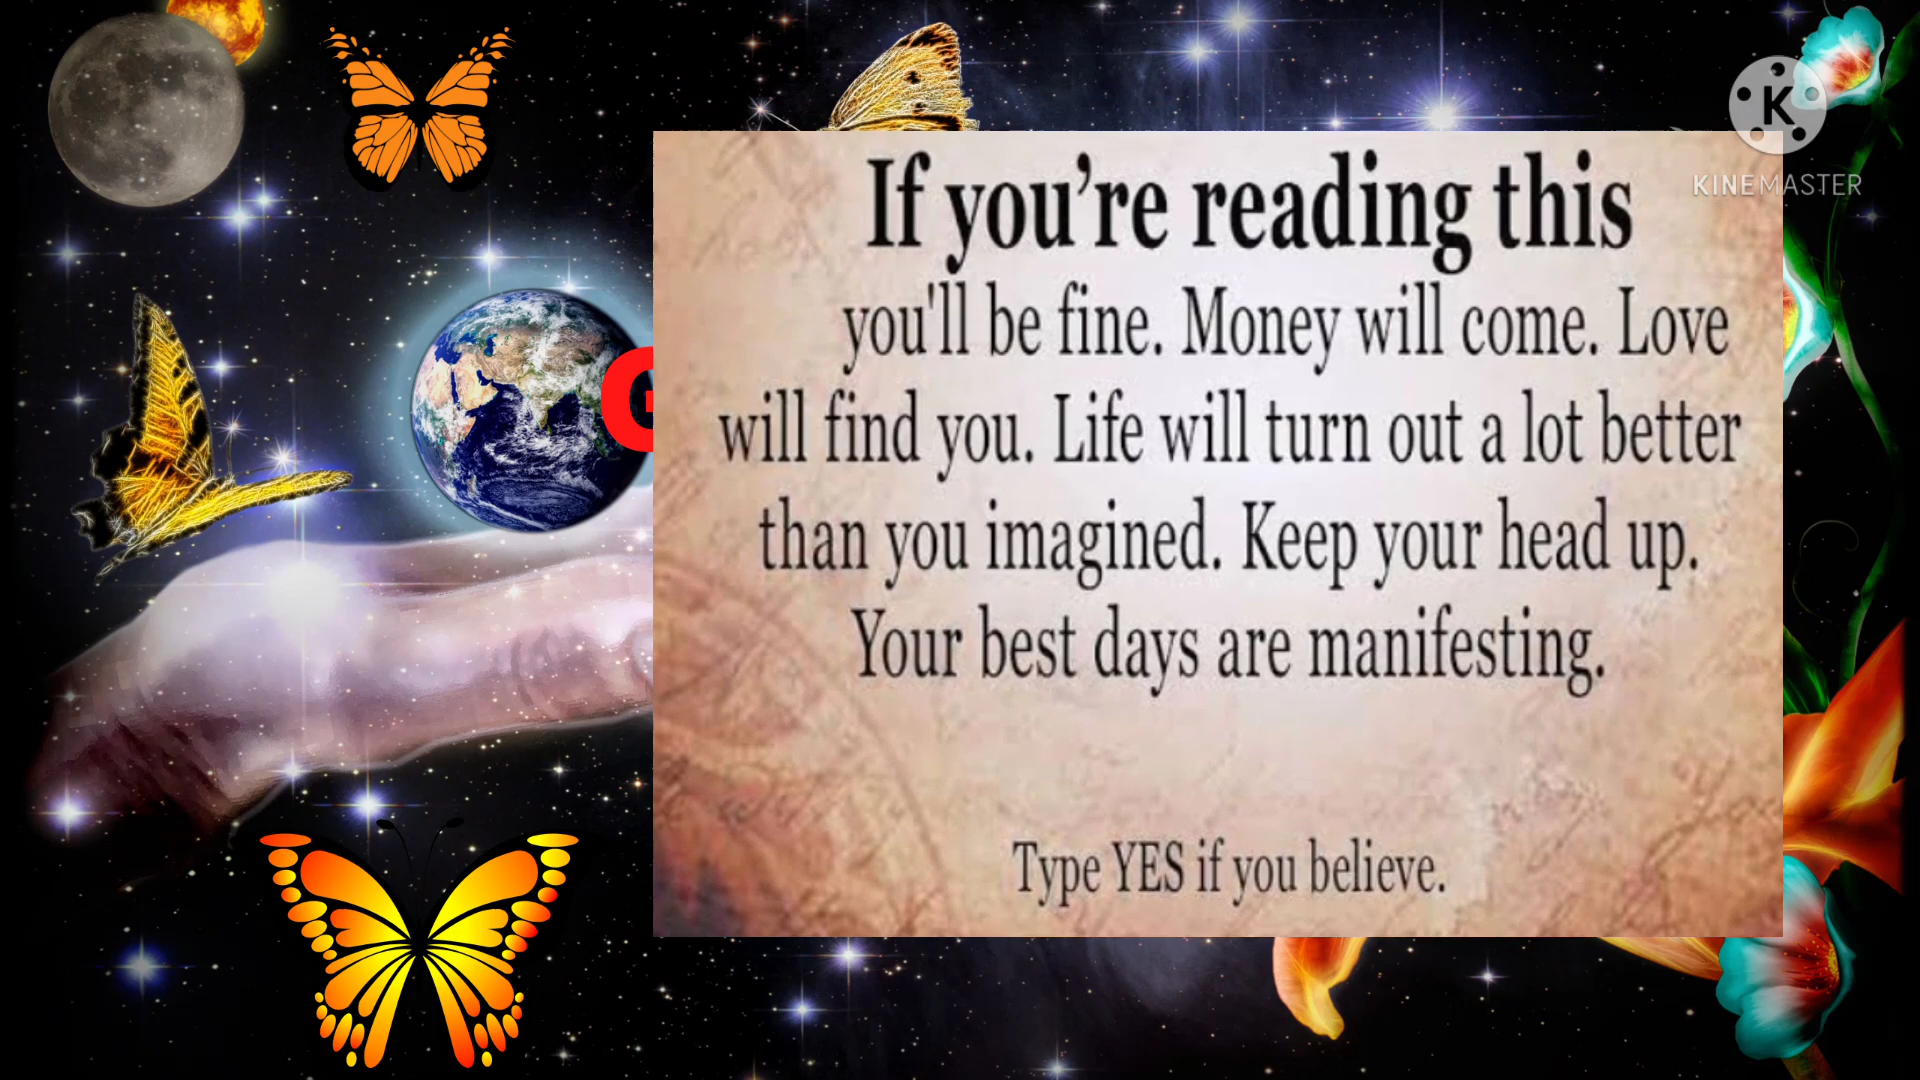 K
KINEMASTER
If you’re reading this
you'll be fine. Money will come. Love
will find you. Life will turn out a lot better
than you imagined. Keep your head up.
Your best days are manifesting.
Type YES if you believe.